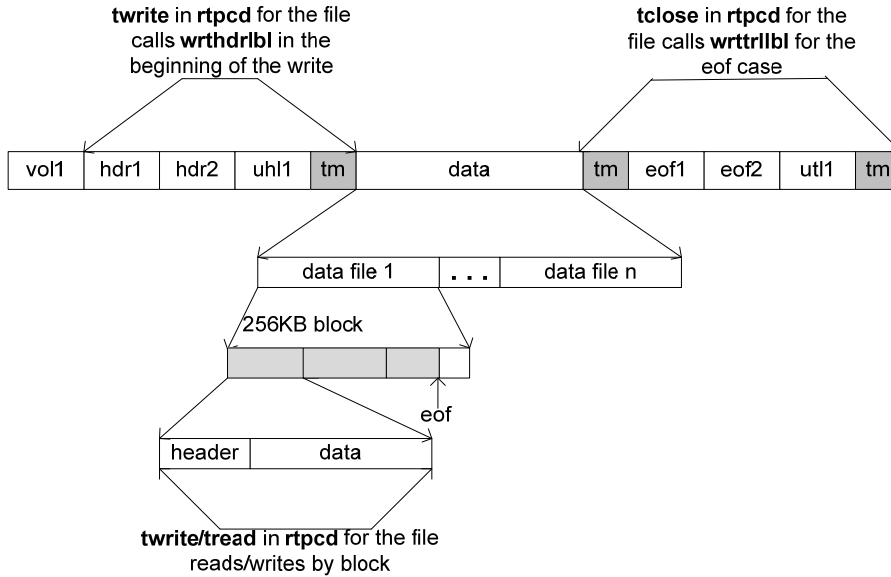 twrite in rtpcd for the file
calls wrthdrlbl in the
beginning of the write
tclose in rtpcd for the
file calls wrttrllbl for the
eof case
vol1 hdr1 hdr2 uhl1 tm data tm eof1 eof2 utl1 tm
data file 1 . . . data file n
256KB block
eof
header data
twrite/tread in rtpcd for the file
reads/writes by block